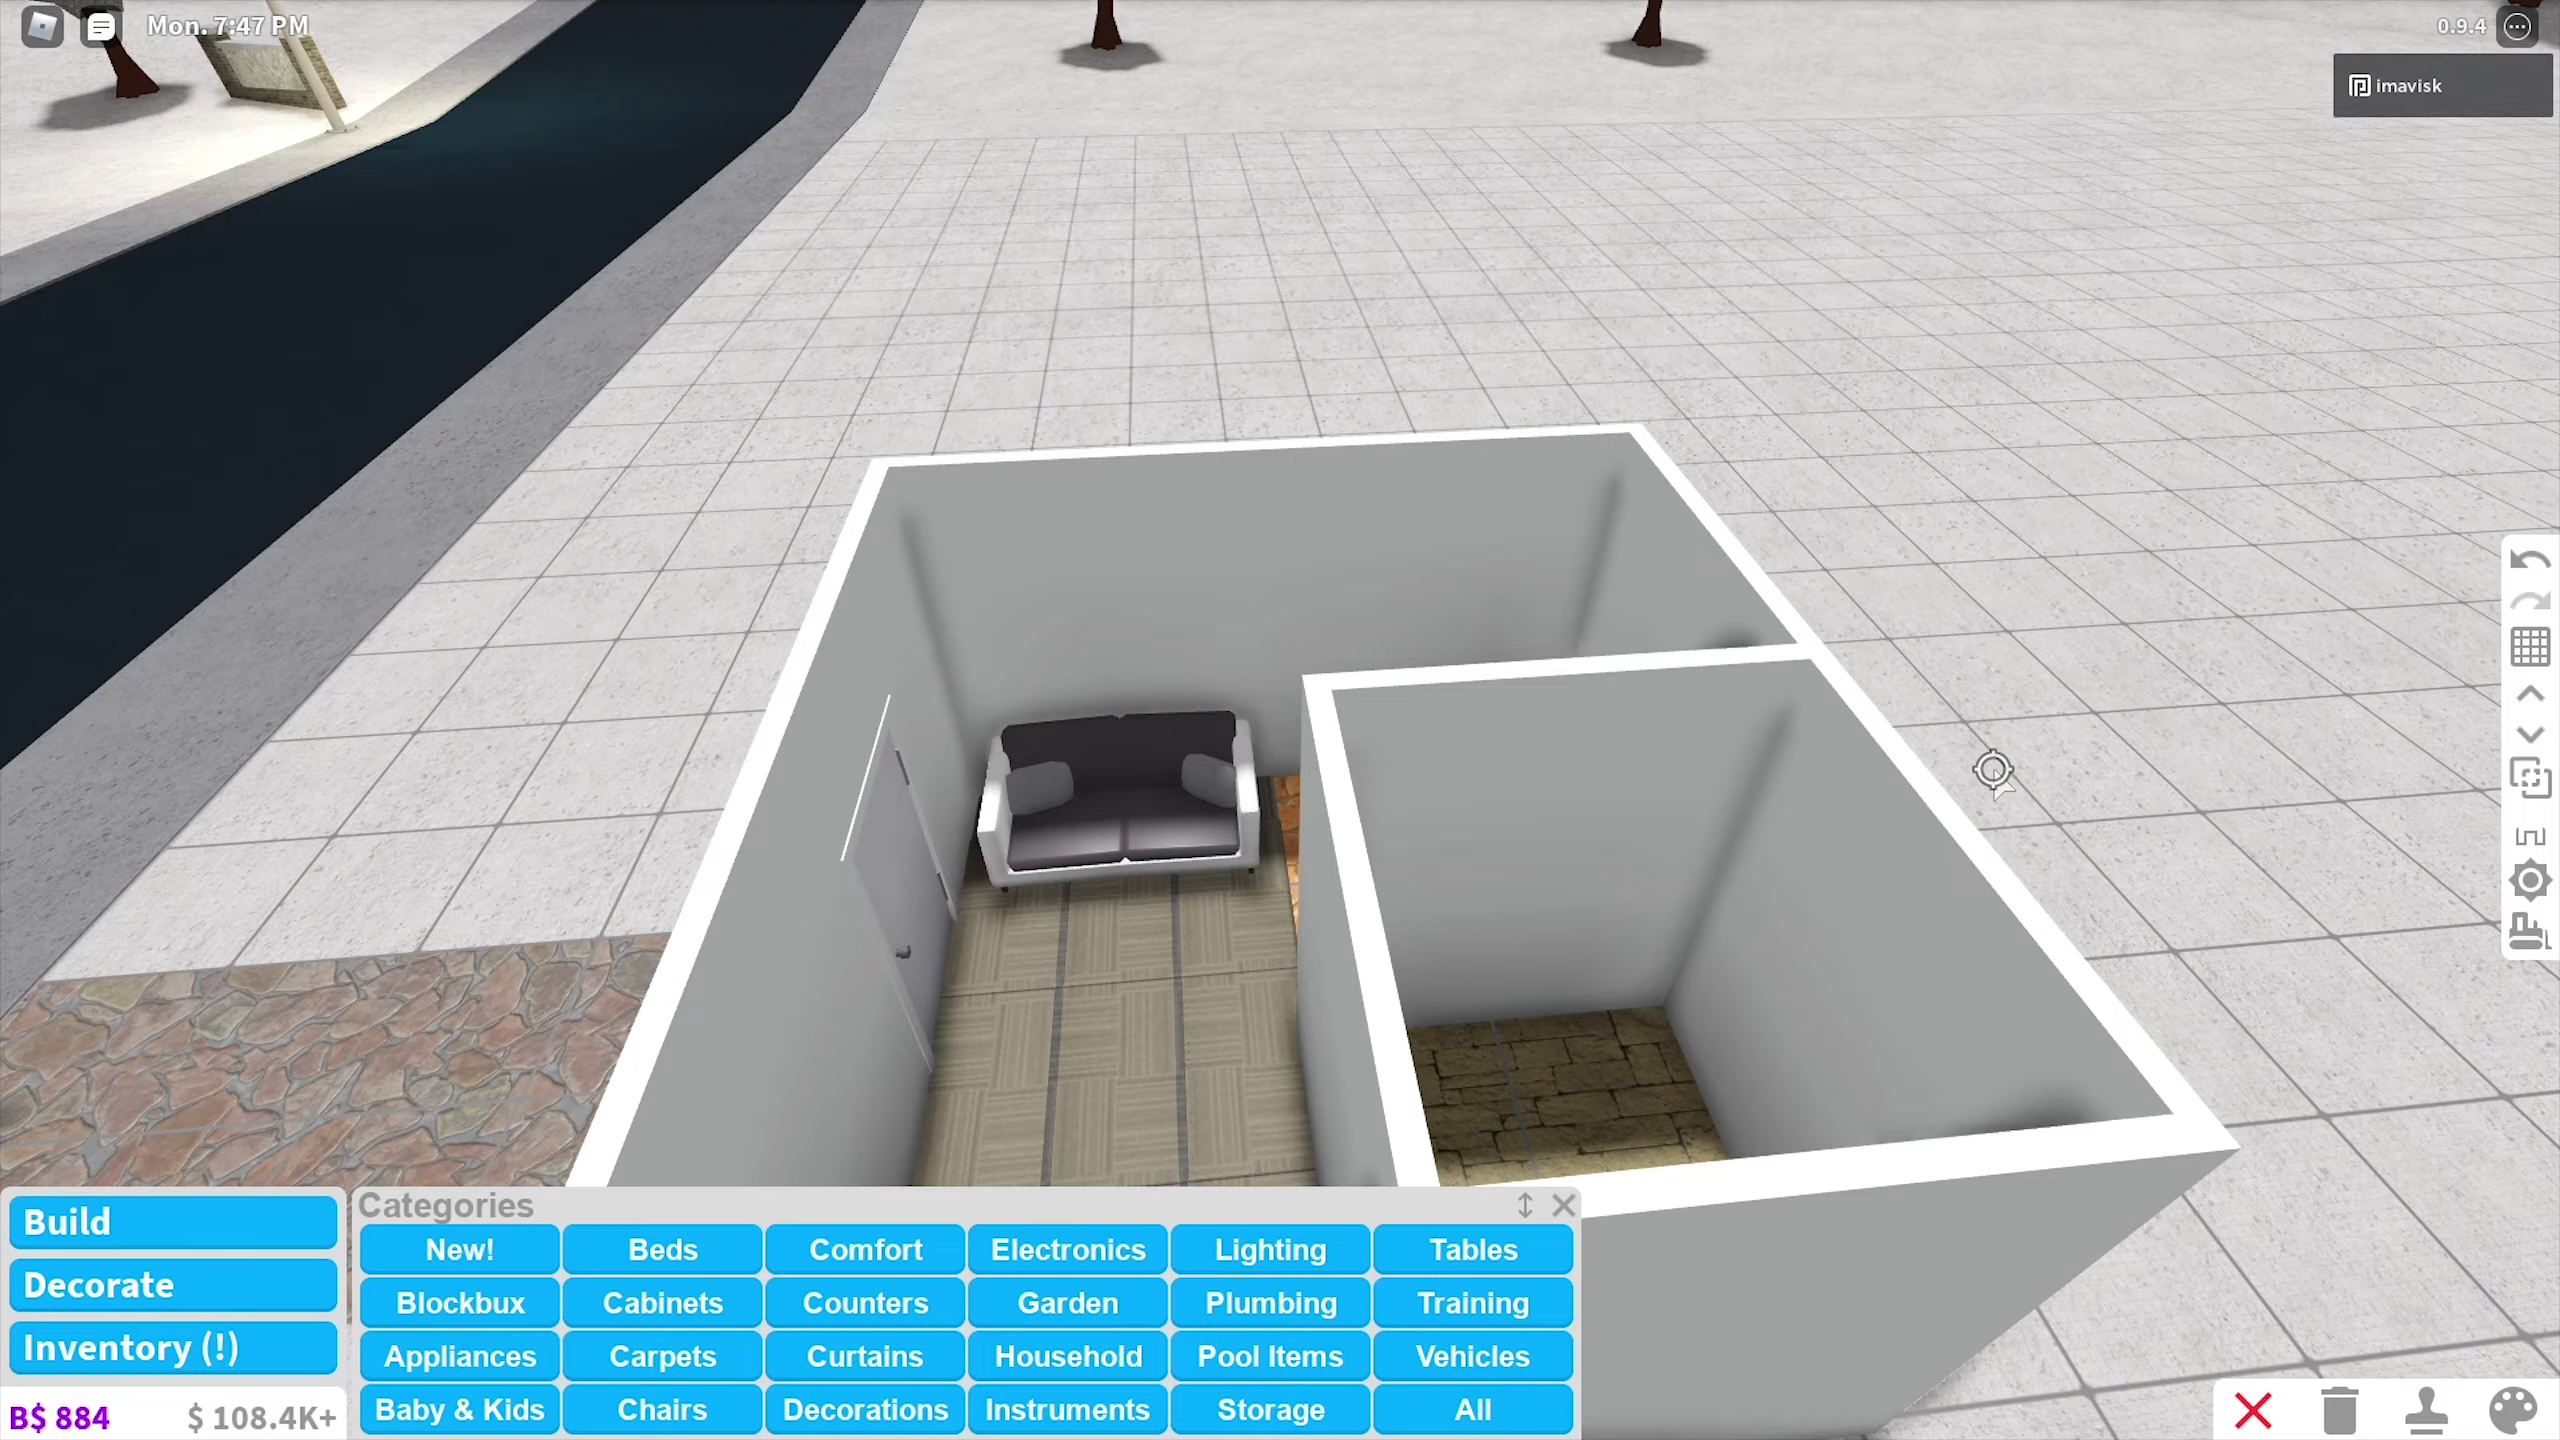 Mon. 7:47 PM
0.9.4
imavisk
Build
Decorate
Inventory (!)
B$ 884
$ 108.4K+
Categories
New!
Beds
Comfort
Electronics
Lighting
Tables
Blockbux
Cabinets
Counters
Garden
Plumbing
Training
Appliances
Carpets
Curtains
Household
Pool Items
Vehicles
Baby & Kids
Chairs
Decorations
Instruments
Storage
All